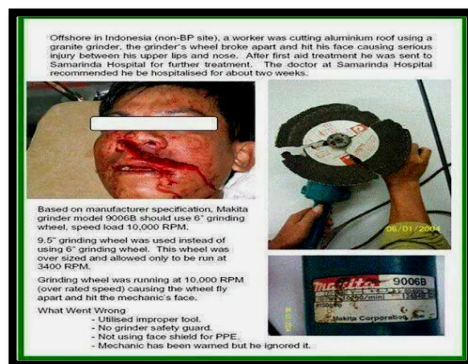 Offshore in Indonesia (non-BP site), a worker was cutting aluminium roof using a
granite grinder, the grinder's wheel broke apart and hit his face causing serious
injury between his upper lips and nose. After first aid treatment he was sent to
Samarinda Hospital for further treatment. The doctor at Samarinda Hospital
recommended he be hospitalised for about two weeks.
06/01/2004
Based on manufacturer specification, Makita
grinder model 9006B should use 6" grinding
wheel, speed load 10,000 RPM.
9.5" grinding wheel was used instead of
using 6" grinding wheel. This wheel was
over sized and allowed only to be run at
3400 RPM.
Grinding wheel was running at 10,000 RPM
(over rated speed) causing the wheel fly
apart and hit the mechanic's face.
What Went Wrong
- Utilised improper tool.
- No grinder safety guard.
- Not using face shield for PPE.
- Mechanic has been warned but he ignored it.
makita 9006B
Makita Corporation